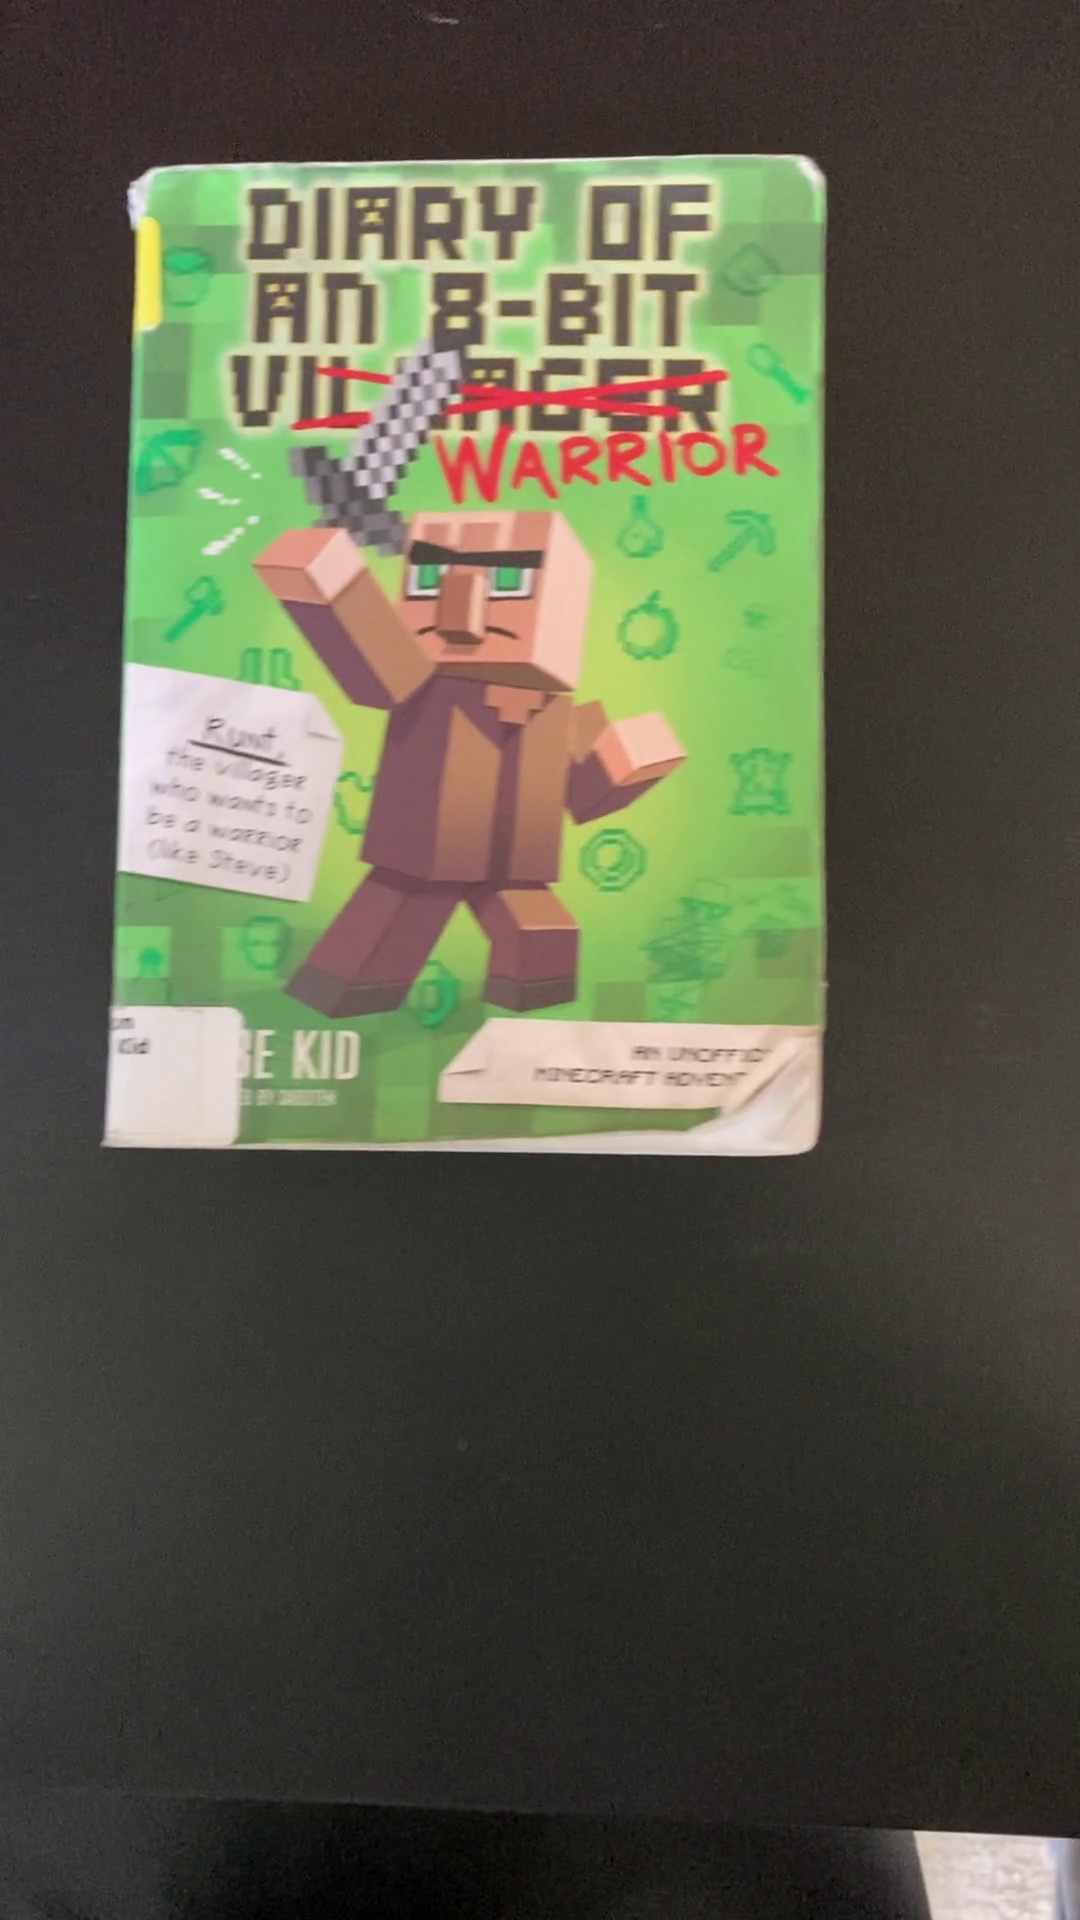 DIARY OF
AN 8-BIT
VILLAGER
WARRIOR
Runt,
the villager
who wants to
be a warrior
(like Steve)
Kid
BE KID
AN UNOFFIC
MINECRAFT ADVENT